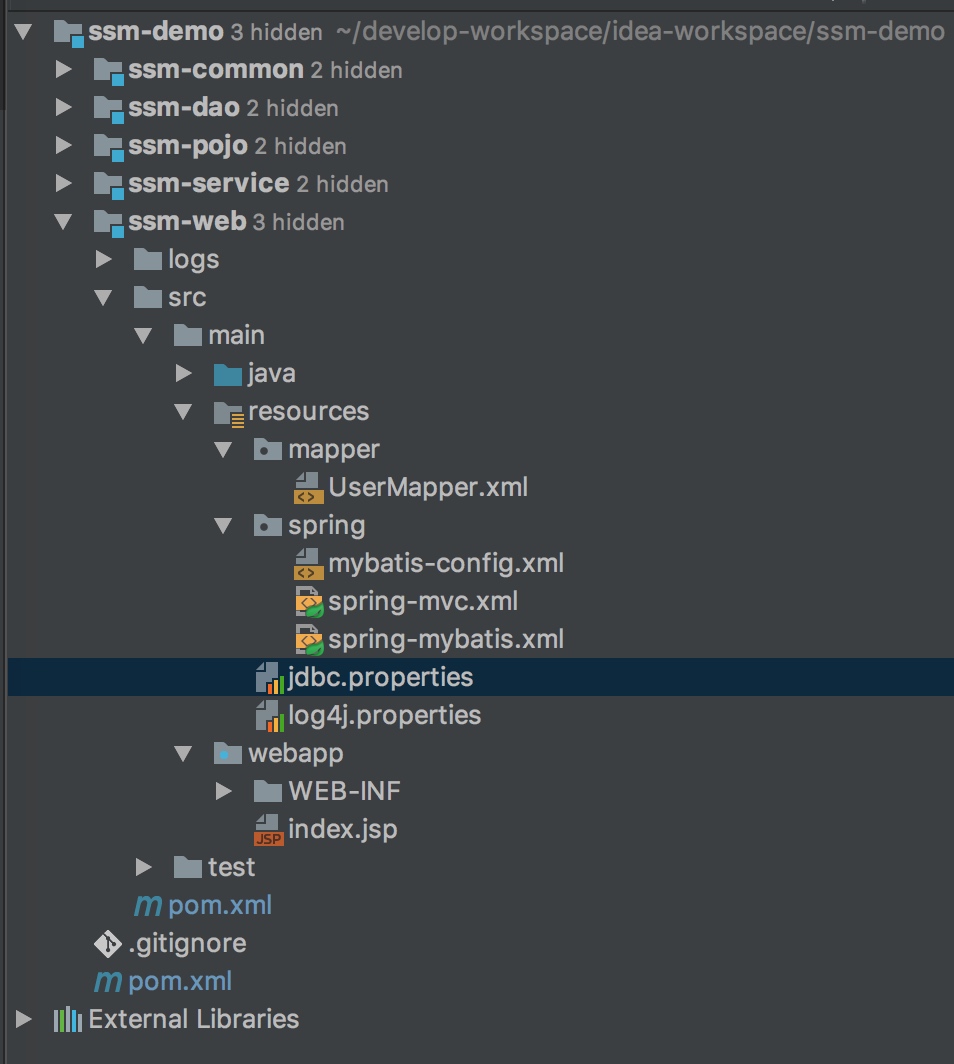 ssm-demo 3 hidden ~/develop-workspace/idea-workspace/ssm-demo
ssm-common 2 hidden
ssm-dao 2 hidden
ssm-pojo 2 hidden
ssm-service 2 hidden
ssm-web 3 hidden
logs
src
main
java
resources
mapper
UserMapper.xml
spring
mybatis-config.xml
spring-mvc.xml
spring-mybatis.xml
jdbc.properties
log4j.properties
webapp
WEB-INF
JSP index.jsp
test
m pom.xml
.gitignore
m pom.xml
External Libraries